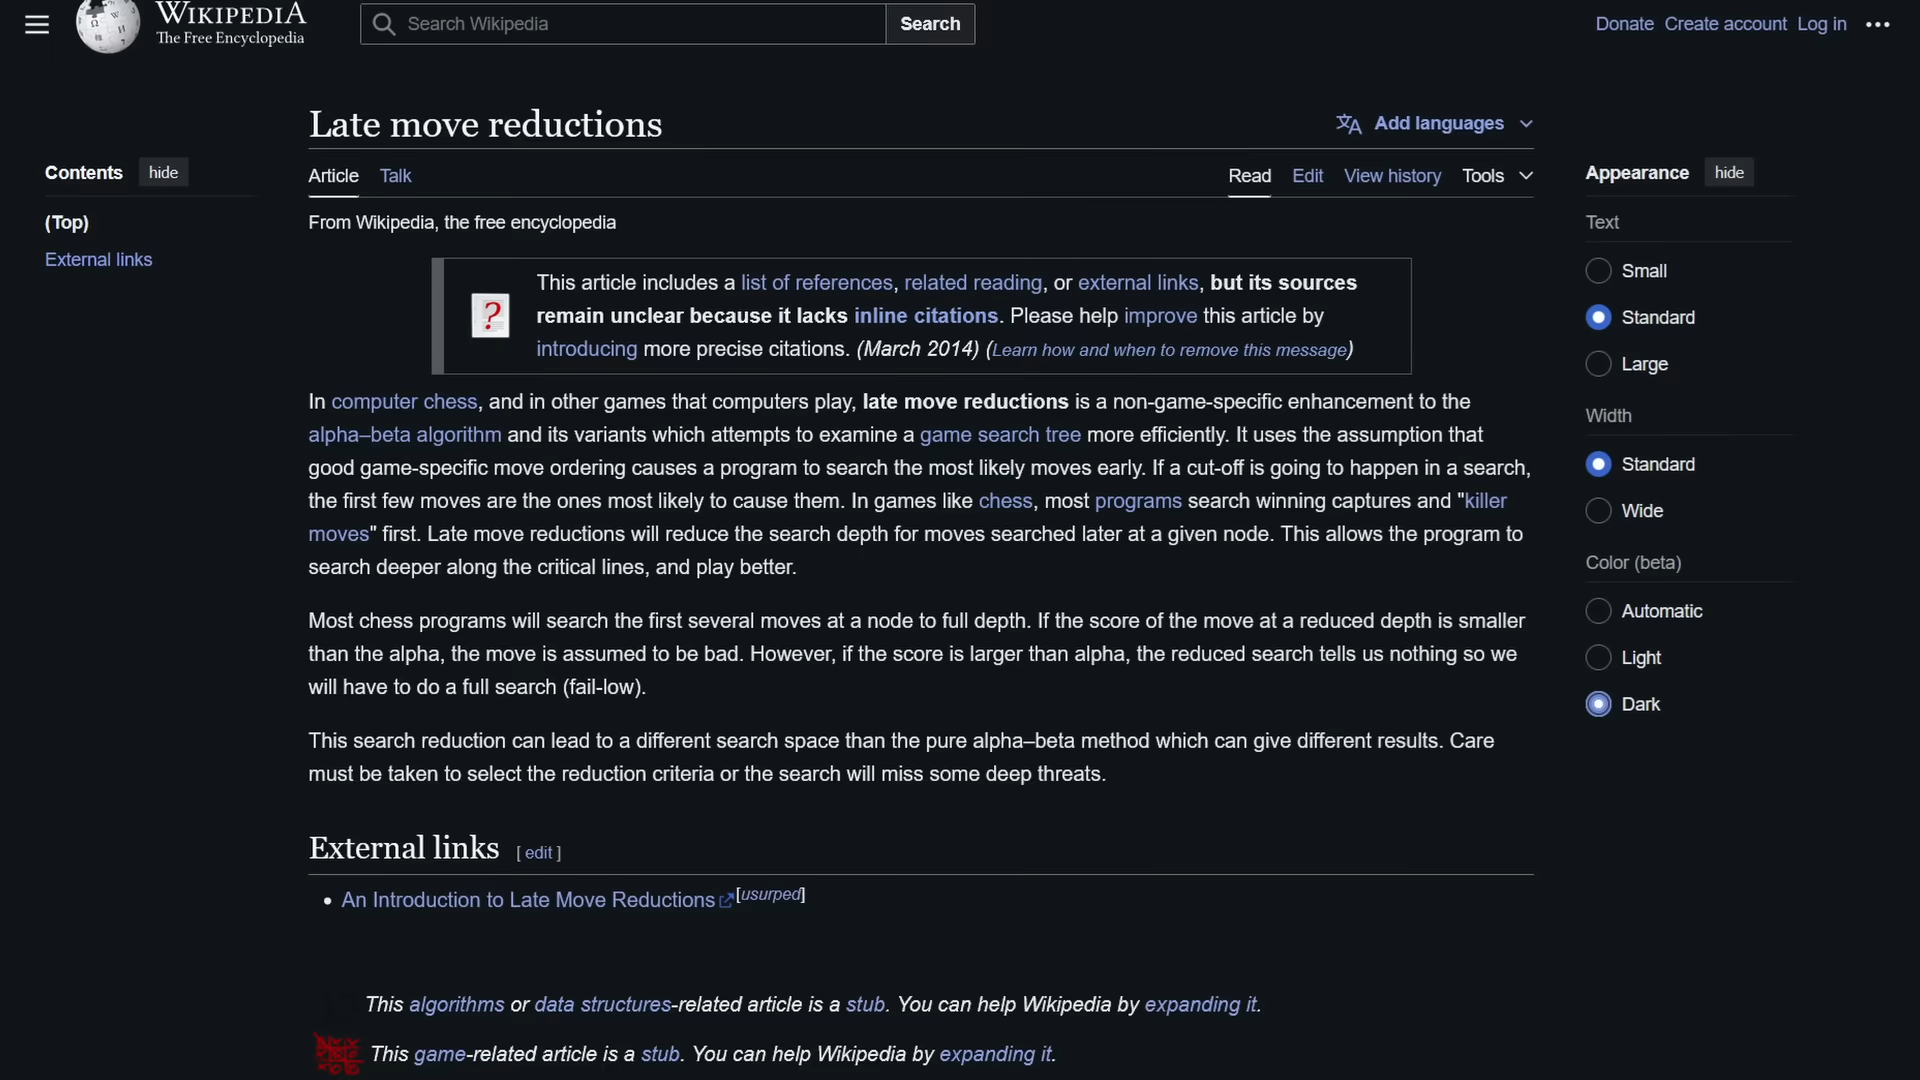 WIKIPEDIA
The Free Encyclopedia
Search Wikipedia
Search
Donate Create account Log in
Late move reductions
Add languages
Contents hide
(Top)
External links
Article Talk
Read Edit View history Tools
From Wikipedia, the free encyclopedia
This article includes a list of references, related reading, or external links, but its sources
remain unclear because it lacks inline citations. Please help improve this article by
introducing more precise citations. (March 2014) (Learn how and when to remove this message)
In computer chess, and in other games that computers play, late move reductions is a non-game-specific enhancement to the
alpha–beta algorithm and its variants which attempts to examine a game search tree more efficiently. It uses the assumption that
good game-specific move ordering causes a program to search the most likely moves early. If a cut-off is going to happen in a search,
the first few moves are the ones most likely to cause them. In games like chess, most programs search winning captures and "killer
moves" first. Late move reductions will reduce the search depth for moves searched later at a given node. This allows the program to
search deeper along the critical lines, and play better.
Most chess programs will search the first several moves at a node to full depth. If the score of the move at a reduced depth is smaller
than the alpha, the move is assumed to be bad. However, if the score is larger than alpha, the reduced search tells us nothing so we
will have to do a full search (fail-low).
This search reduction can lead to a different search space than the pure alpha–beta method which can give different results. Care
must be taken to select the reduction criteria or the search will miss some deep threats.
External links [ edit ]
An Introduction to Late Move Reductions [usurped]
This algorithms or data structures-related article is a stub. You can help Wikipedia by expanding it.
This game-related article is a stub. You can help Wikipedia by expanding it.
Appearance hide
Text
Small
Standard
Large
Width
Standard
Wide
Color (beta)
Automatic
Light
Dark